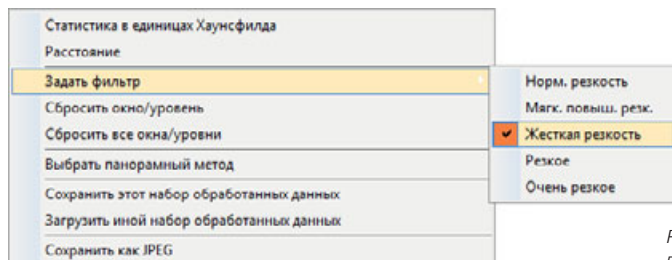 Статистика в единицах Хаунсфилда
Расстояние
Задать фильтр
Сбросить окно/уровень
Сбросить все окна/уровни
Выбрать панорамный метод
Сохранить этот набор обработанных данных
Загрузить иной набор обработанных данных
Сохранить как JPEG
Норм. резкость
Мягк. повыш. резк.
Жесткая резкость
Резкое
Очень резкое